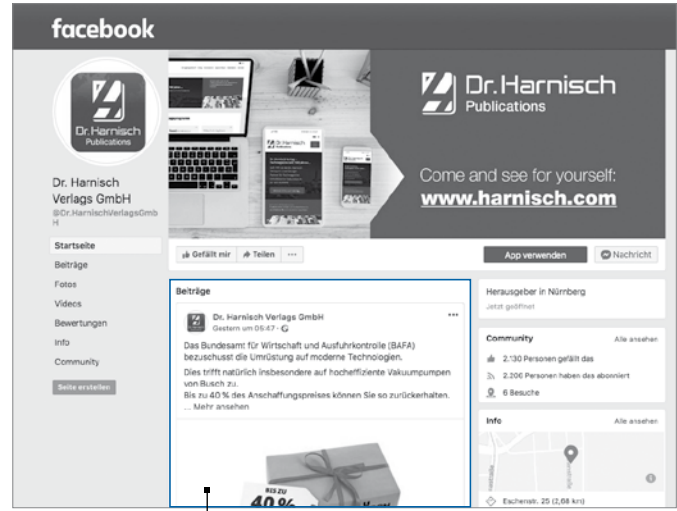 facebook
Dr.Harnisch
Publications
Dr. Harnisch
Verlags GmbH
@Dr.HarnischVerlagsGmb
H
Startseite
Beiträge
Fotos
Videos
Bewertungen
Info
Community
Seite erstellen
Dr.Harnisch
Publications
Come and see for yourself:
www.harnisch.com
Gefällt mir Teilen ...
App verwenden Nachricht
Beiträge
Dr. Harnisch Verlags GmbH
Gestern um 05:47 ·
Das Bundesamt für Wirtschaft und Ausfuhrkontrolle (BAFA)
bezuschusst die Umrüstung auf moderne Technologien.
Dies trifft natürlich insbesondere auf hocheffiziente Vakuumpumpen
von Busch zu.
Bis zu 40 % des Anschaffungspreises können Sie so zurückerhalten.
... Mehr ansehen
BIS ZU
40 %
Herausgeber in Nürnberg
Jetzt geöffnet
Community Alle ansehen
2.130 Personen gefällt das
2.206 Personen haben das abonniert
6 Besuche
Info Alle ansehen
Eschenstr. 25 (2,68 km)